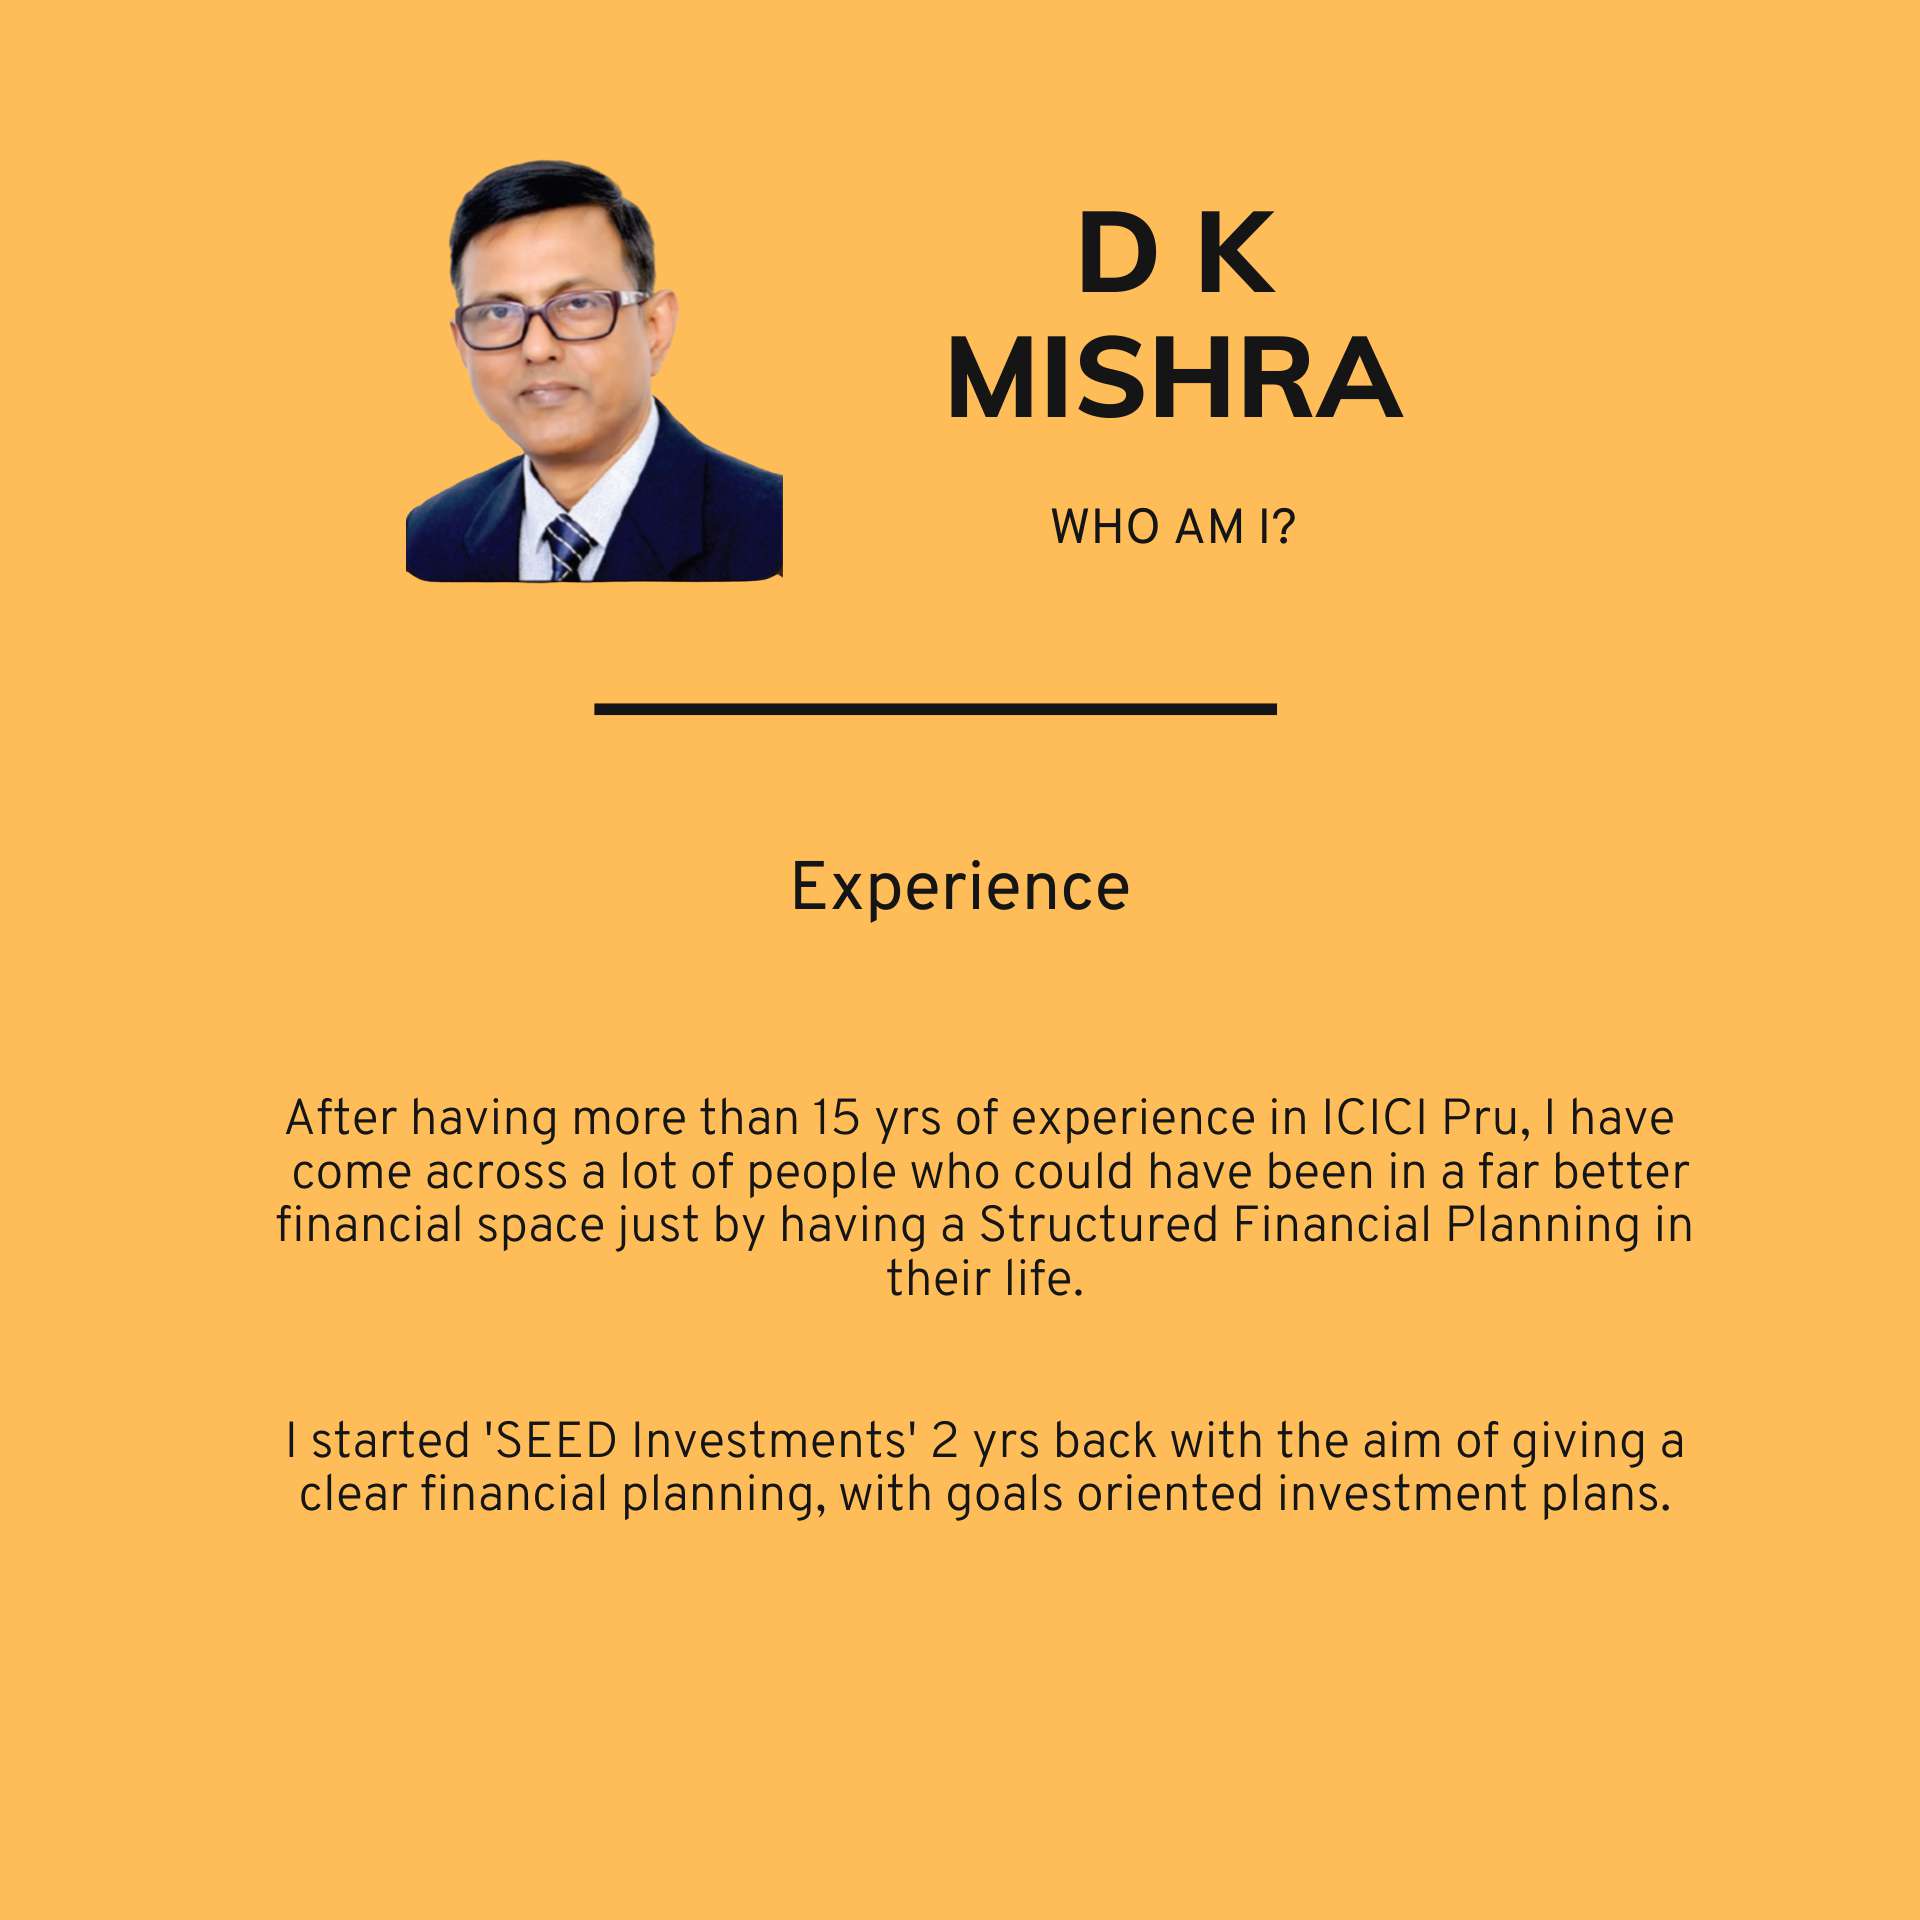 D K
MISHRA
WHO AM I?
Experience
After having more than 15 yrs of experience in ICICI Pru, I have
come across a lot of people who could have been in a far better
financial space just by having a Structured Financial Planning in
their life.
I started 'SEED Investments' 2 yrs back with the aim of giving a
clear financial planning, with goals oriented investment plans.